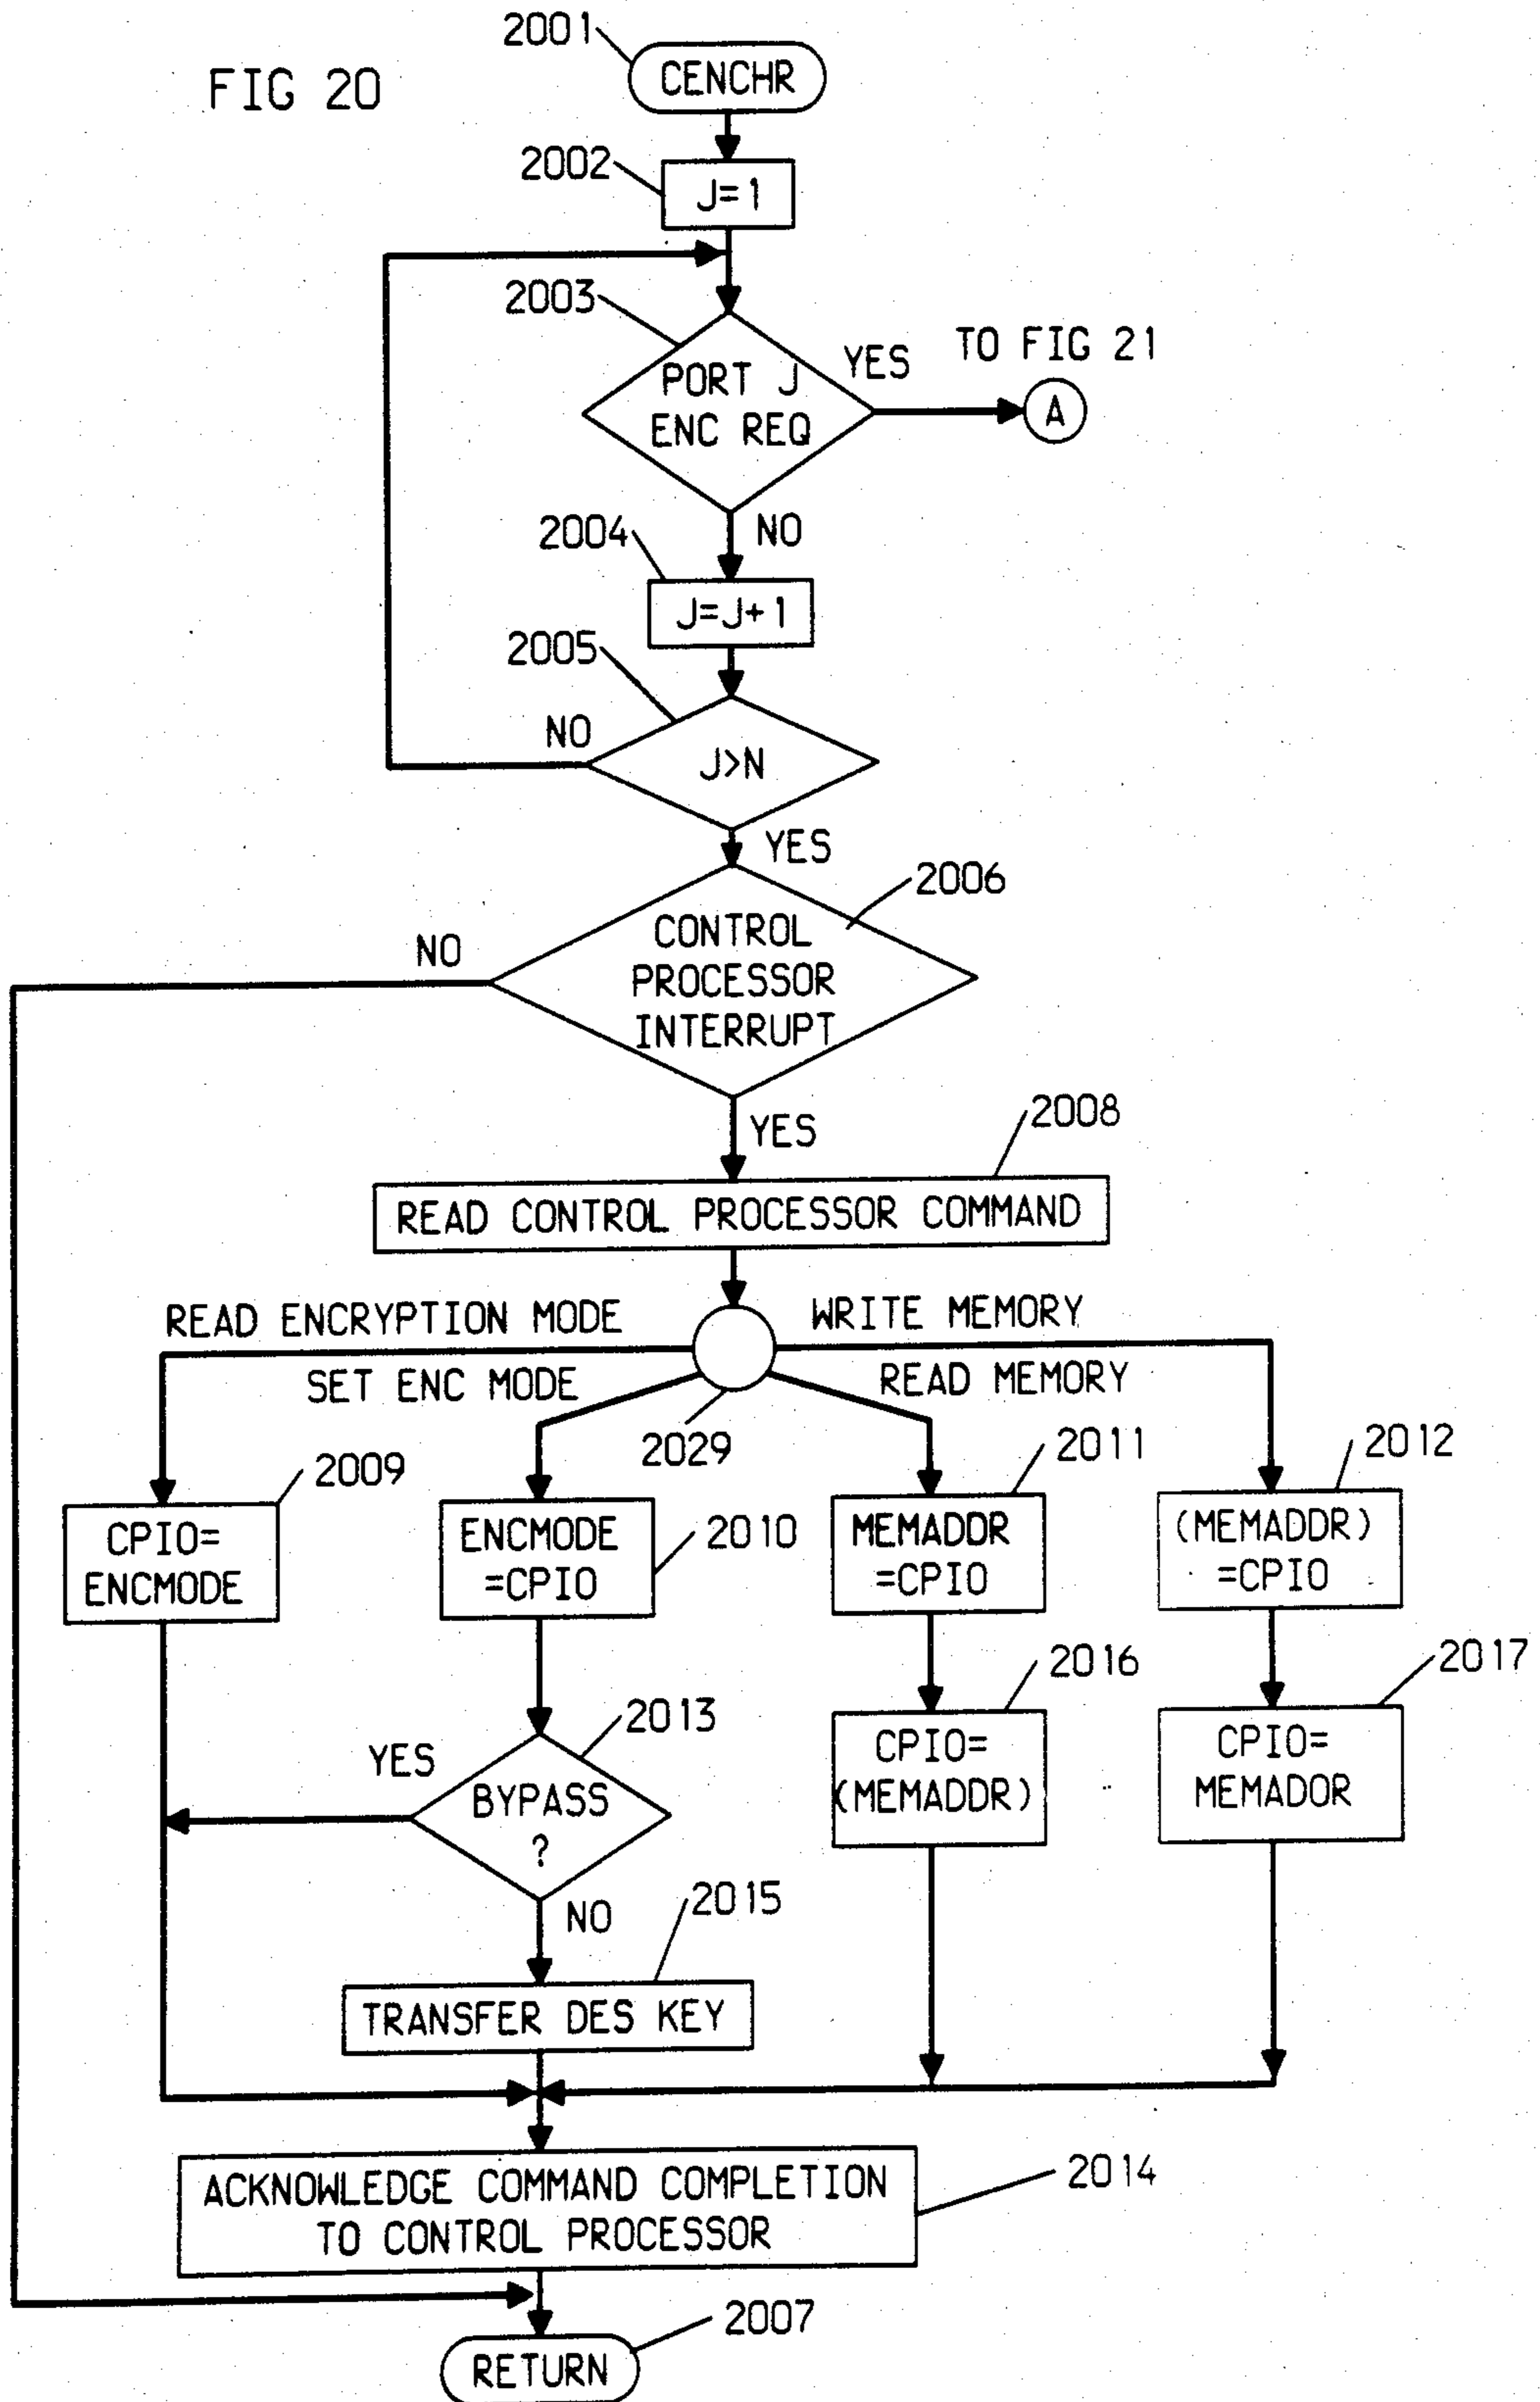 FIG 20
2001
CENCHR
2002
J=1
2003
PORT J
ENC REQ
YES
TO FIG 21
A
NO
2004
J=J+1
2005
NO
J>N
YES
2006
NO
CONTROL
PROCESSOR
INTERRUPT
YES
2008
READ CONTROL PROCESSOR COMMAND
READ ENCRYPTION MODE
WRITE MEMORY
SET ENC MODE
READ MEMORY
2029
2009
CPIO=
ENCMODE
2010
ENCMODE
=CPIO
2011
MEMADDR
=CPIO
2012
(MEMADDR)
=CPIO
2013
YES
BYPASS
?
NO
2016
CPIO=
(MEMADDR)
2017
CPIO=
MEMADOR
2015
TRANSFER DES KEY
ACKNOWLEDGE COMMAND COMPLETION
TO CONTROL PROCESSOR
2014
2007
RETURN